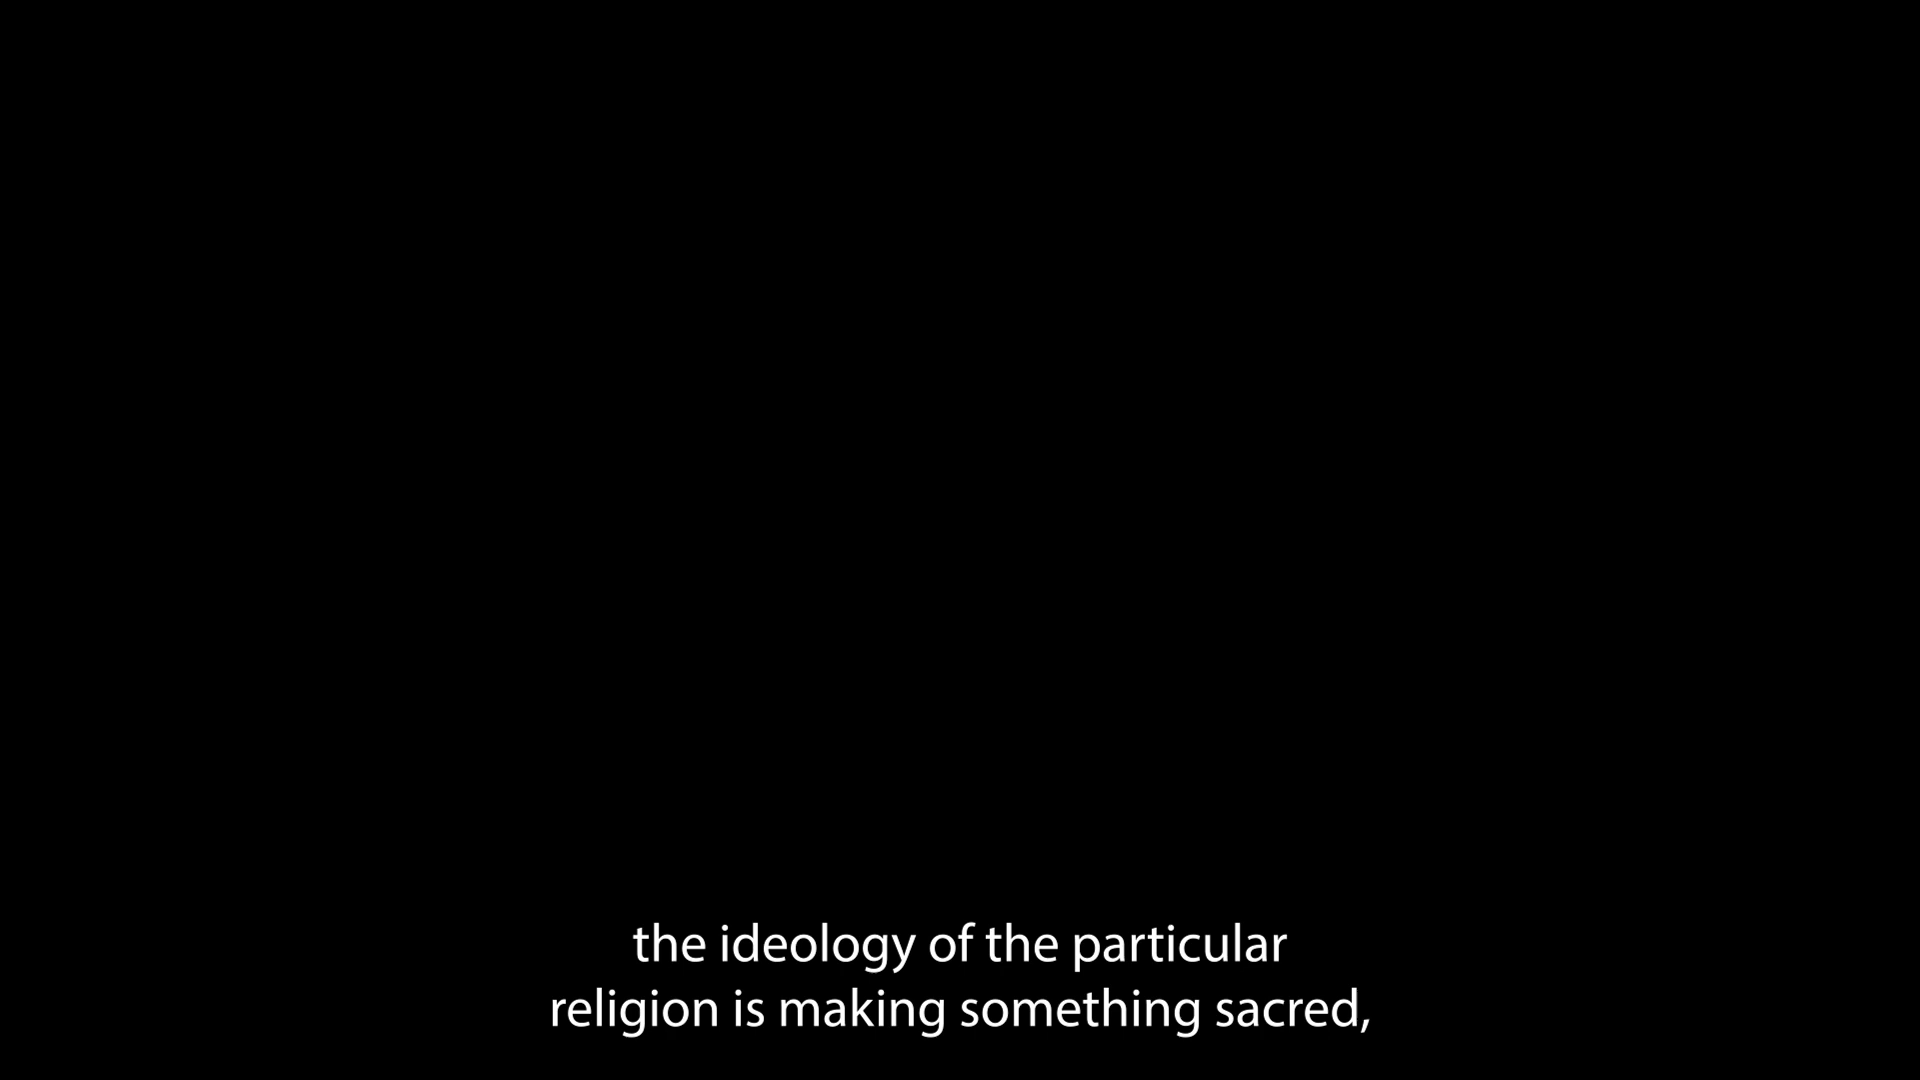 the ideology of the particular
religion is making something sacred,